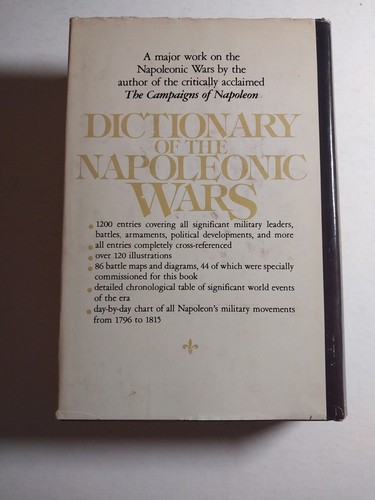 A major work on the
Napoleonic Wars by the
author of the critically acclaimed
The Campaigns of Napoleon
DICTIONARY
OF THE
NAPOLEONIC
WARS
• 1200 entries covering all significant military leaders,
battles, armaments, political developments, and more
• all entries completely cross-referenced
• over 120 illustrations
• 86 battle maps and diagrams, 44 of which were specially
commissioned for this book
• detailed chronological table of significant world events
of the era
• day-by-day chart of all Napoleon's military movements
from 1796 to 1815